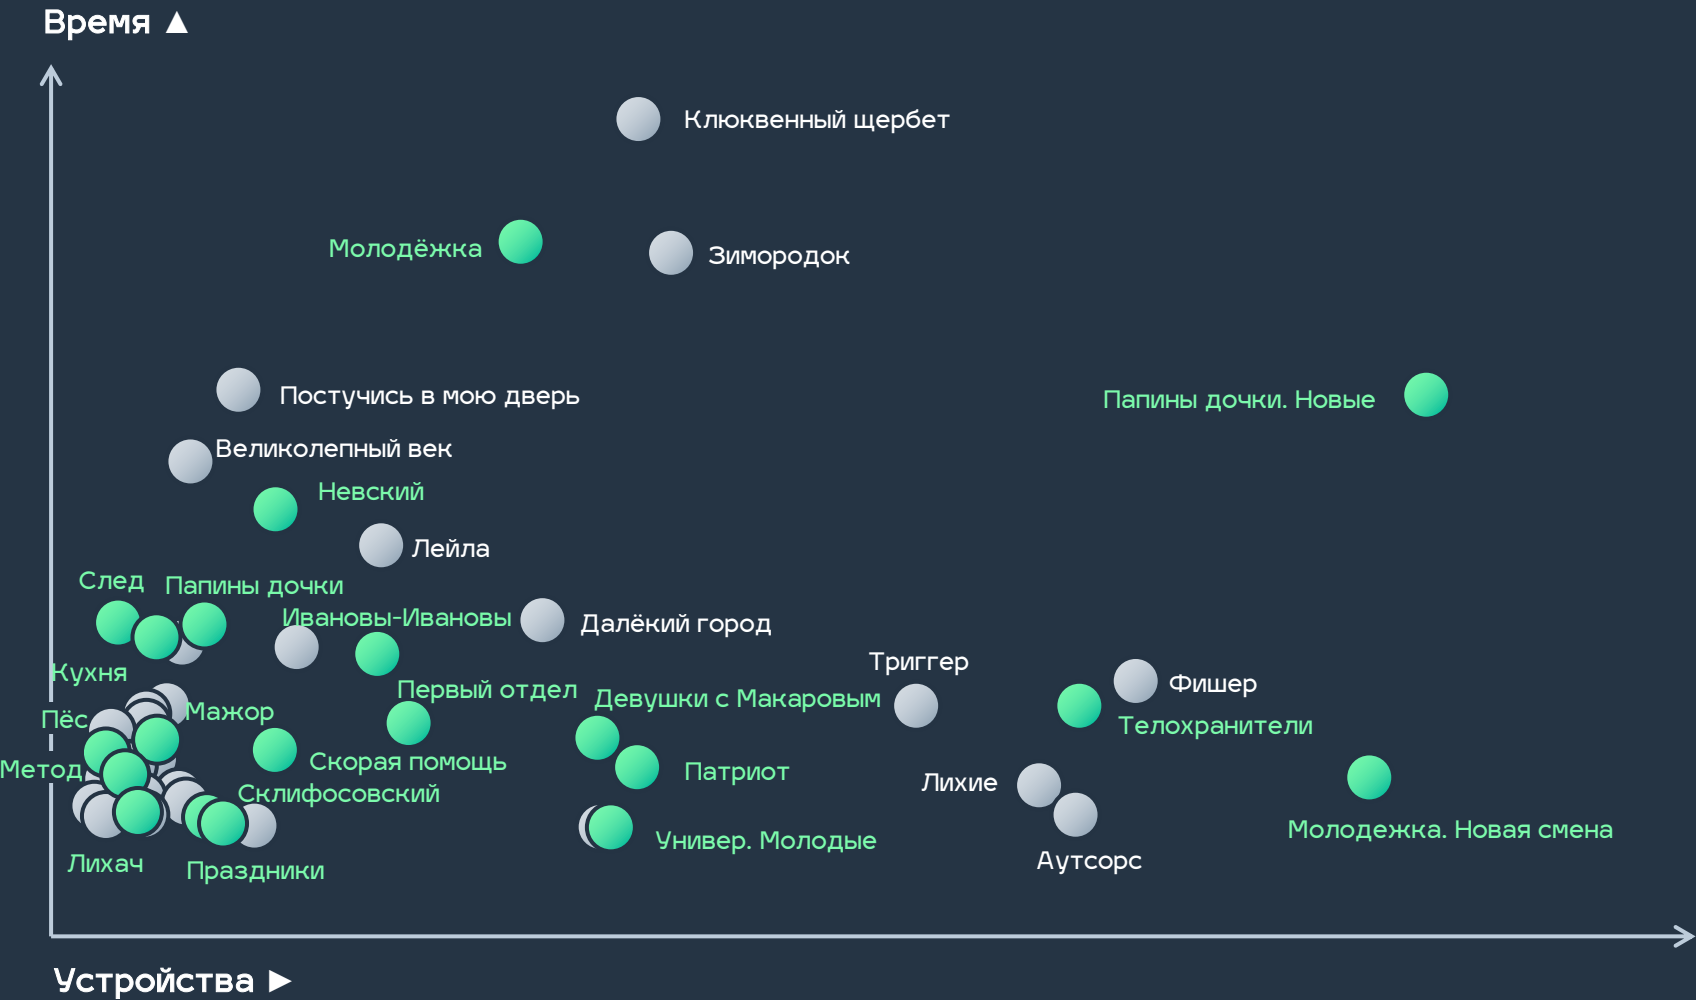 Время ▲
Клюквенный щербет
Молодёжка
Зимородок
Постучись в мою дверь
Папины дочки. Новые
Великолепный век
Невский
Лейла
След
Папины дочки
Ивановы-Ивановы
Далёкий город
Кухня
Триггер
Первый отдел
Девушки с Макаровым
Фишер
Пёс
Мажор
Телохранители
Метод
Скорая помощь
Патриот
Лихие
Склифосовский
Молодежка. Новая смена
Универ. Молодые
Лихач
Праздники
Аутсорс
Устройства ►